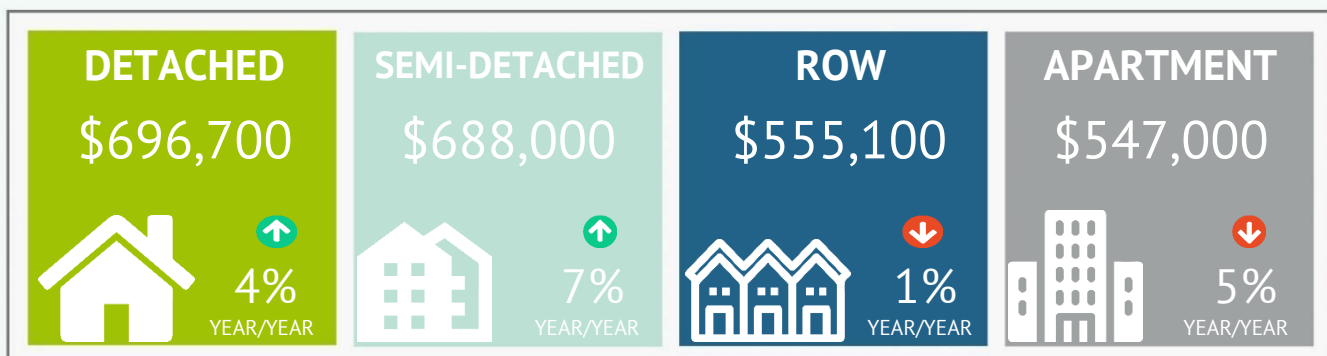 DETACHED
$696,700
4%
YEAR/YEAR
SEMI-DETACHED
$688,000
7%
YEAR/YEAR
ROW
$555,100
1%
YEAR/YEAR
APARTMENT
$547,000
5%
YEAR/YEAR